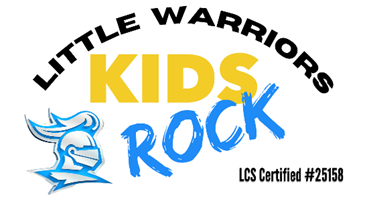 LITTLE WARRIORS
KIDS
ROCK
LCS Certified #25158